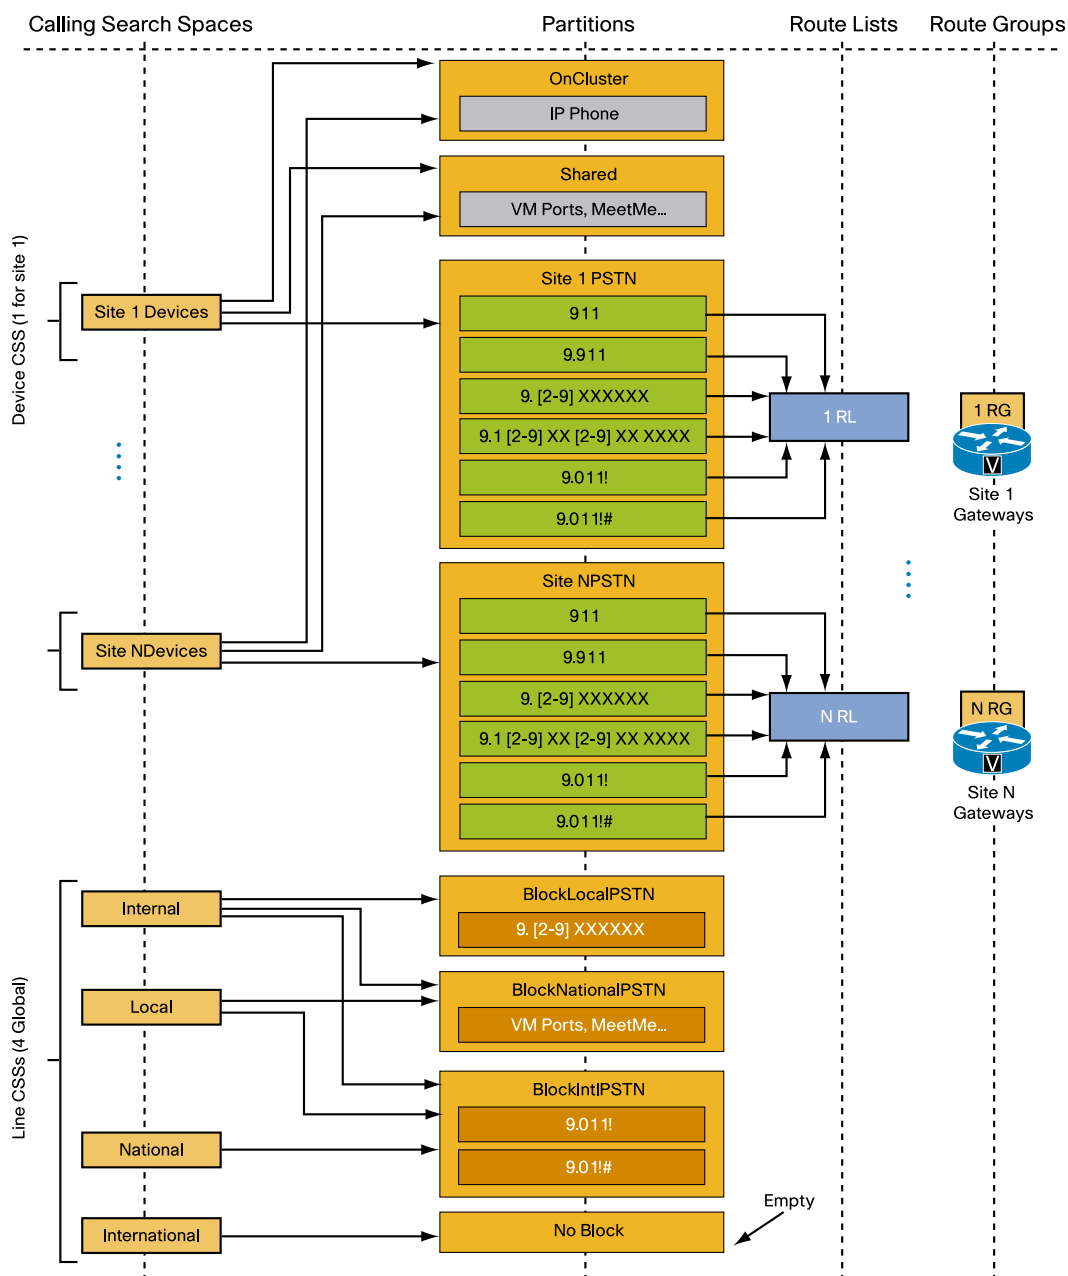 Calling Search Spaces
Partitions
Route Lists
Route Groups
OnCluster
IP Phone
Shared
VM Ports, MeetMe...
Device CSS (1 for site 1)
Site 1 Devices
Site 1 PSTN
911
9.911
9. [2-9] XXXXXX
9.1 [2-9] XX [2-9] XX XXXX
9.011!
9.011!#
1 RL
1 RG
V
Site 1
Gateways
Site NDevices
Site NPSTN
911
9.911
9. [2-9] XXXXXX
9.1 [2-9] XX [2-9] XX XXXX
9.011!
9.011!#
N RL
N RG
V
Site N
Gateways
Line CSSs (4 Global)
Internal
BlockLocalPSTN
9. [2-9] XXXXXX
Local
BlockNationalPSTN
VM Ports, MeetMe...
BlockIntlPSTN
9.011!
National
9.01!#
International
No Block
Empty